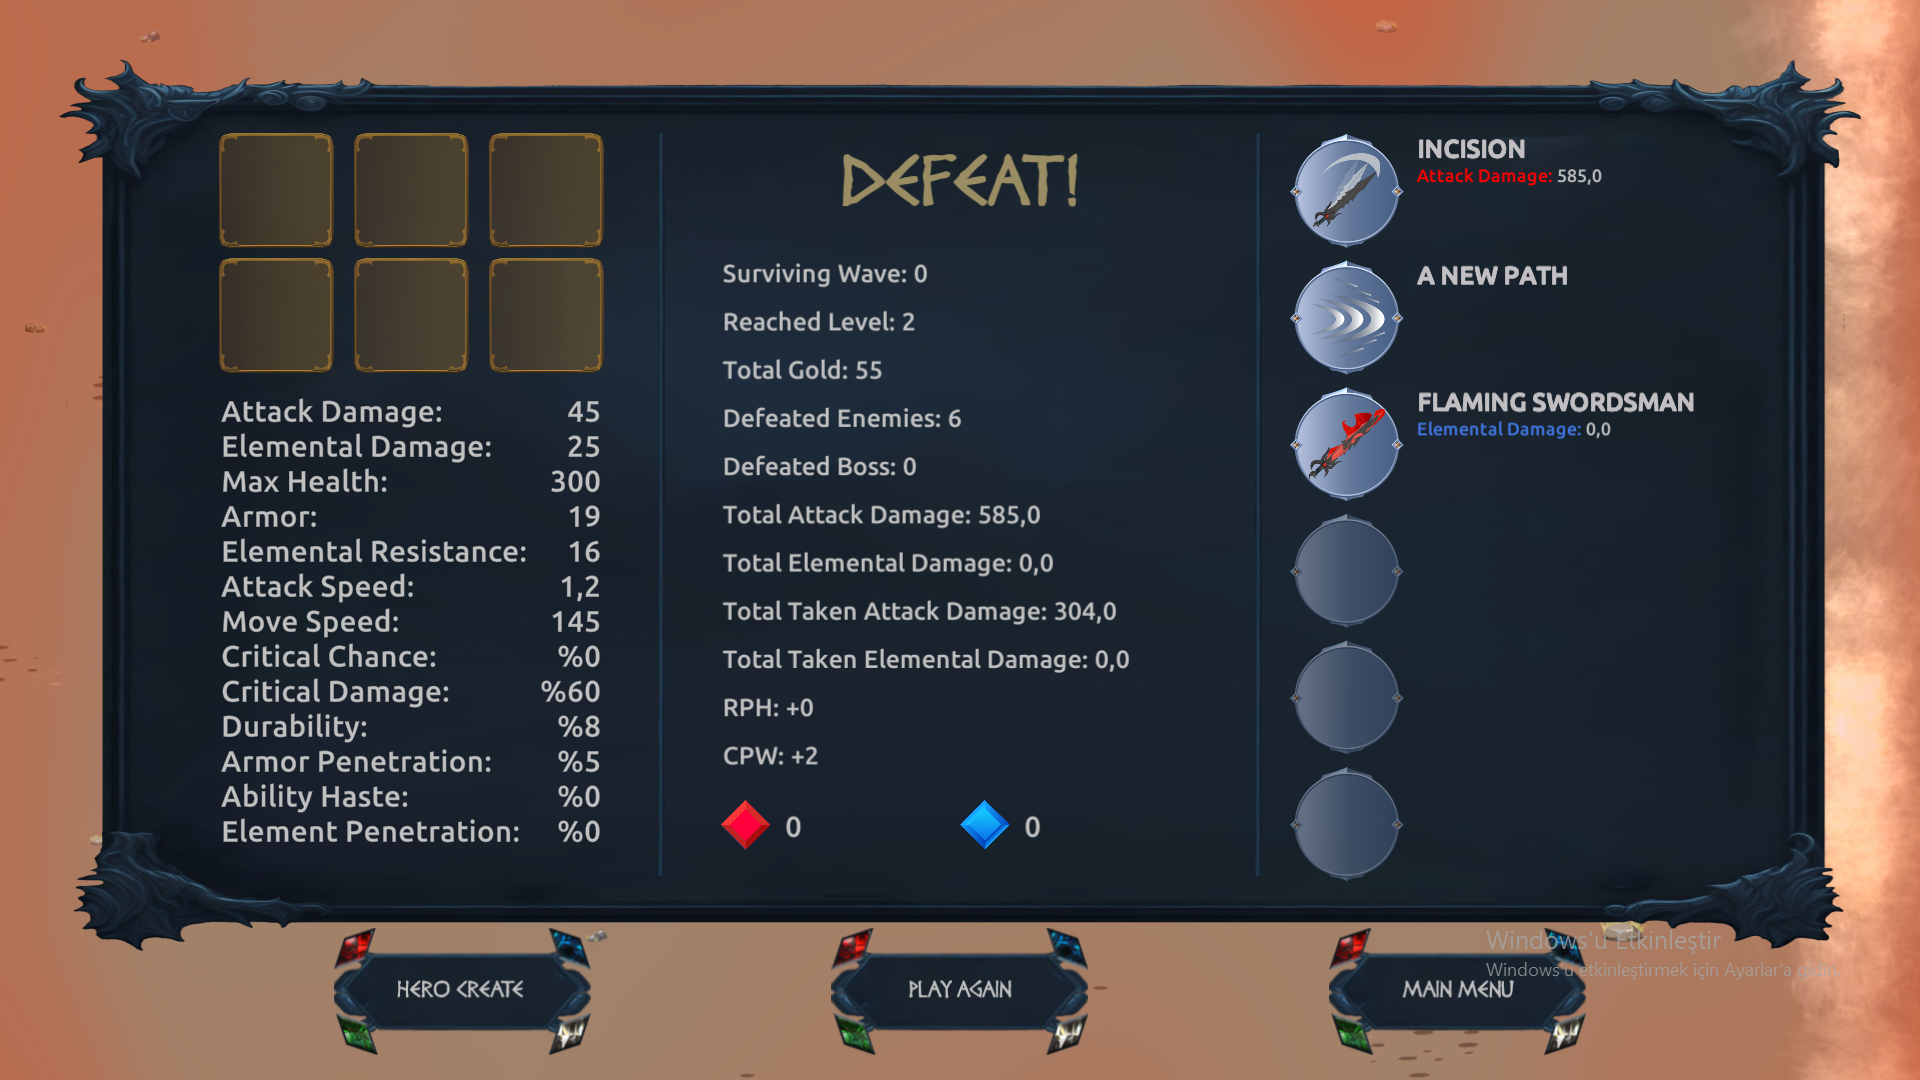 Attack Damage: 45
Elemental Damage: 25
Max Health: 300
Armor: 19
Elemental Resistance: 16
Attack Speed: 1,2
Move Speed: 145
Critical Chance: %0
Critical Damage: %60
Durability: %8
Armor Penetration: %5
Ability Haste: %0
Element Penetration: %0
DEFEAT!
Surviving Wave: 0
Reached Level: 2
Total Gold: 55
Defeated Enemies: 6
Defeated Boss: 0
Total Attack Damage: 585,0
Total Elemental Damage: 0,0
Total Taken Attack Damage: 304,0
Total Taken Elemental Damage: 0,0
RPH: +0
CPW: +2
0 0
INCISION
Attack Damage: 585,0
A NEW PATH
FLAMING SWORDSMAN
Elemental Damage: 0,0
HERO CREATE
PLAY AGAIN
MAIN MENU
Windows'u Etkinleştir
Windows'u etkinleştirmek için Ayarlar'a